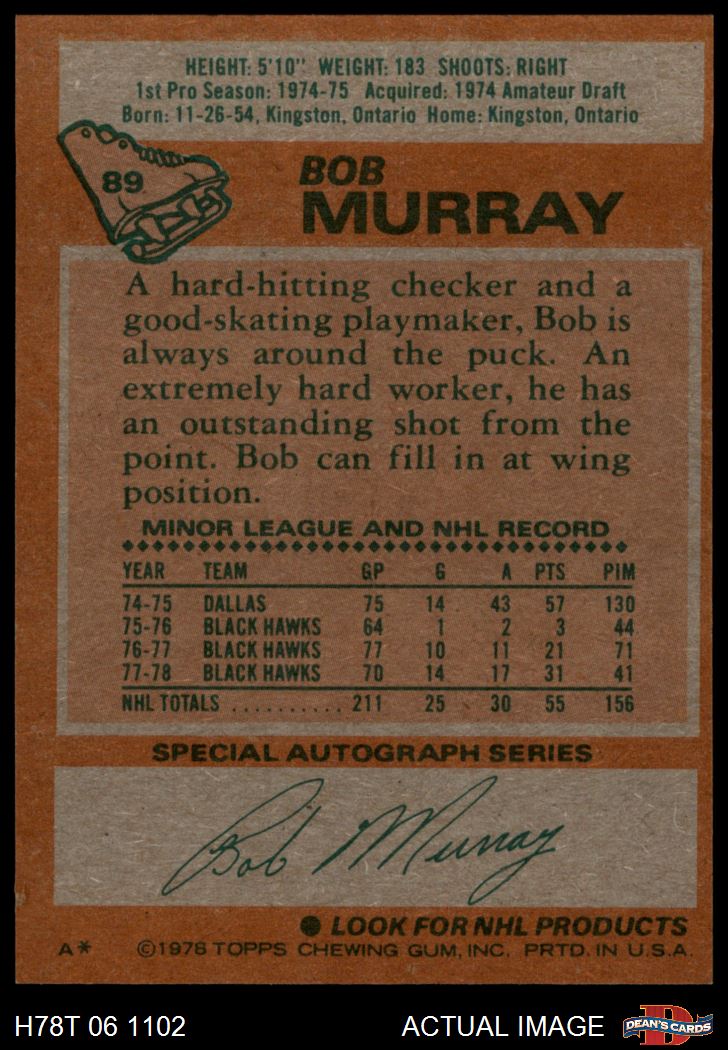 HEIGHT: 5'10" WEIGHT: 183 SHOOTS: RIGHT
1st Pro Season: 1974-75 Acquired: 1974 Amateur Draft
Born: 11-26-54, Kingston, Ontario Home: Kingston, Ontario
89
BOB
MURRAY
A hard-hitting checker and a
good-skating playmaker, Bob is
always around the puck. An
extremely hard worker, he has
an outstanding shot from the
point. Bob can fill in at wing
position.
MINOR LEAGUE AND NHL RECORD
YEAR TEAM GP G A PTS PIM
74-75 DALLAS 75 14 43 57 130
75-76 BLACK HAWKS 64 1 2 3 44
76-77 BLACK HAWKS 77 10 11 21 71
77-78 BLACK HAWKS 70 14 17 31 41
NHL TOTALS .......... 211 25 30 55 156
SPECIAL AUTOGRAPH SERIES
Bob Murray
● LOOK FOR NHL PRODUCTS
A* ©1978 TOPPS CHEWING GUM, INC. PRTD. IN U.S.A.
H78T 06 1102 ACTUAL IMAGE DEAN'S CARDS